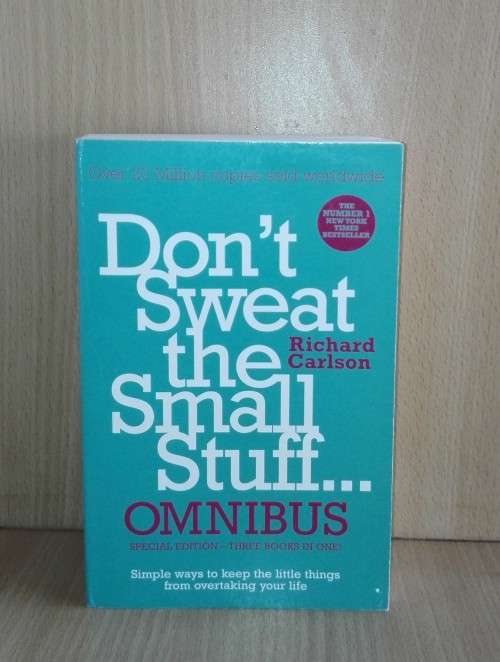 Over 10 Million copies sold worldwide
THE
NUMBER 1
NEW YORK
TIMES
BESTSELLER
Don't
Sweat
the
Small
Stuff...
Richard
Carlson
OMNIBUS
SPECIAL EDITION – THREE BOOKS IN ONE!
Simple ways to keep the little things
from overtaking your life